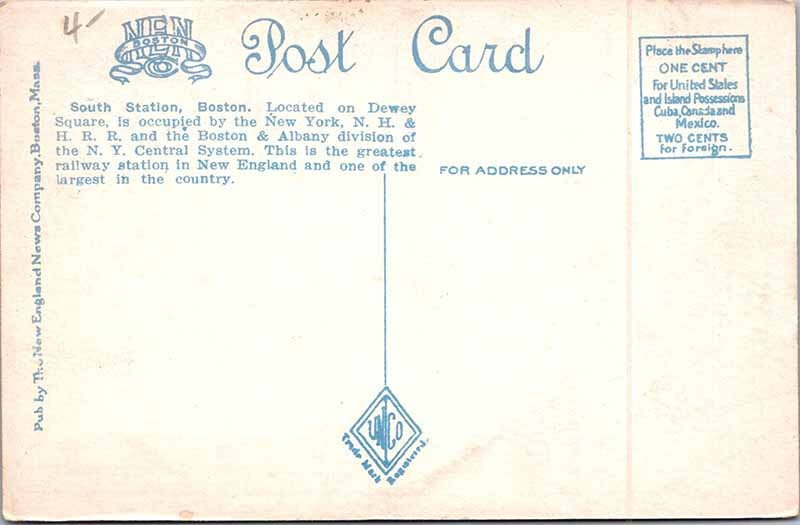 4-
NEN
BOSTON
Co
Post Card
Place the Stamp here
ONE CENT
For United States
and Island Possessions
Cuba, Canada and
Mexico.
TWO CENTS
for Foreign.
South Station, Boston. Located on Dewey
Square, is occupied by the New York, N. H. &
H. R. R. and the Boston & Albany division of
the N. Y. Central System. This is the greatest
railway station in New England and one of the
largest in the country.
FOR ADDRESS ONLY
Pub by The New England News Company. Boston, Mass.
Trade Mark Registered.